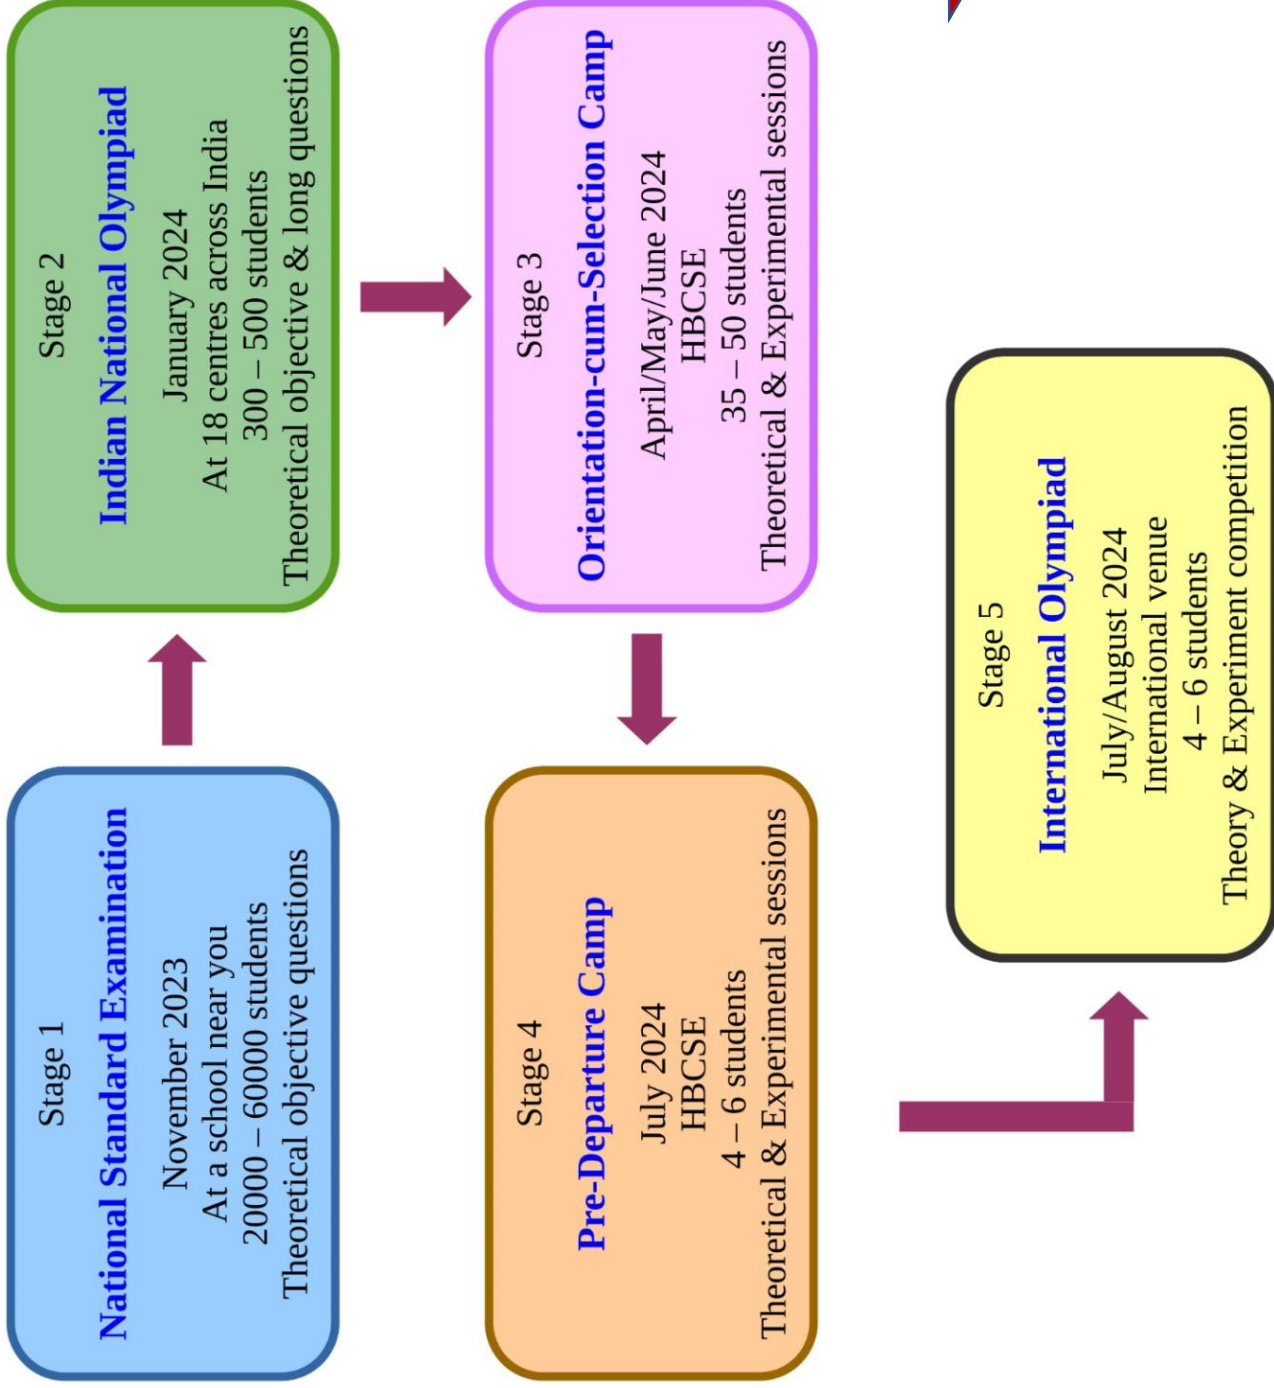 Stage 1
National Standard Examination
November 2023
At a school near you
20000 – 60000 students
Theoretical objective questions
Stage 2
Indian National Olympiad
January 2024
At 18 centres across India
300 – 500 students
Theoretical objective & long questions
Stage 3
Orientation-cum-Selection Camp
April/May/June 2024
HBCSE
35 – 50 students
Theoretical & Experimental sessions
Stage 4
Pre-Departure Camp
July 2024
HBCSE
4 – 6 students
Theoretical & Experimental sessions
Stage 5
International Olympiad
July/August 2024
International venue
4 – 6 students
Theory & Experiment competition